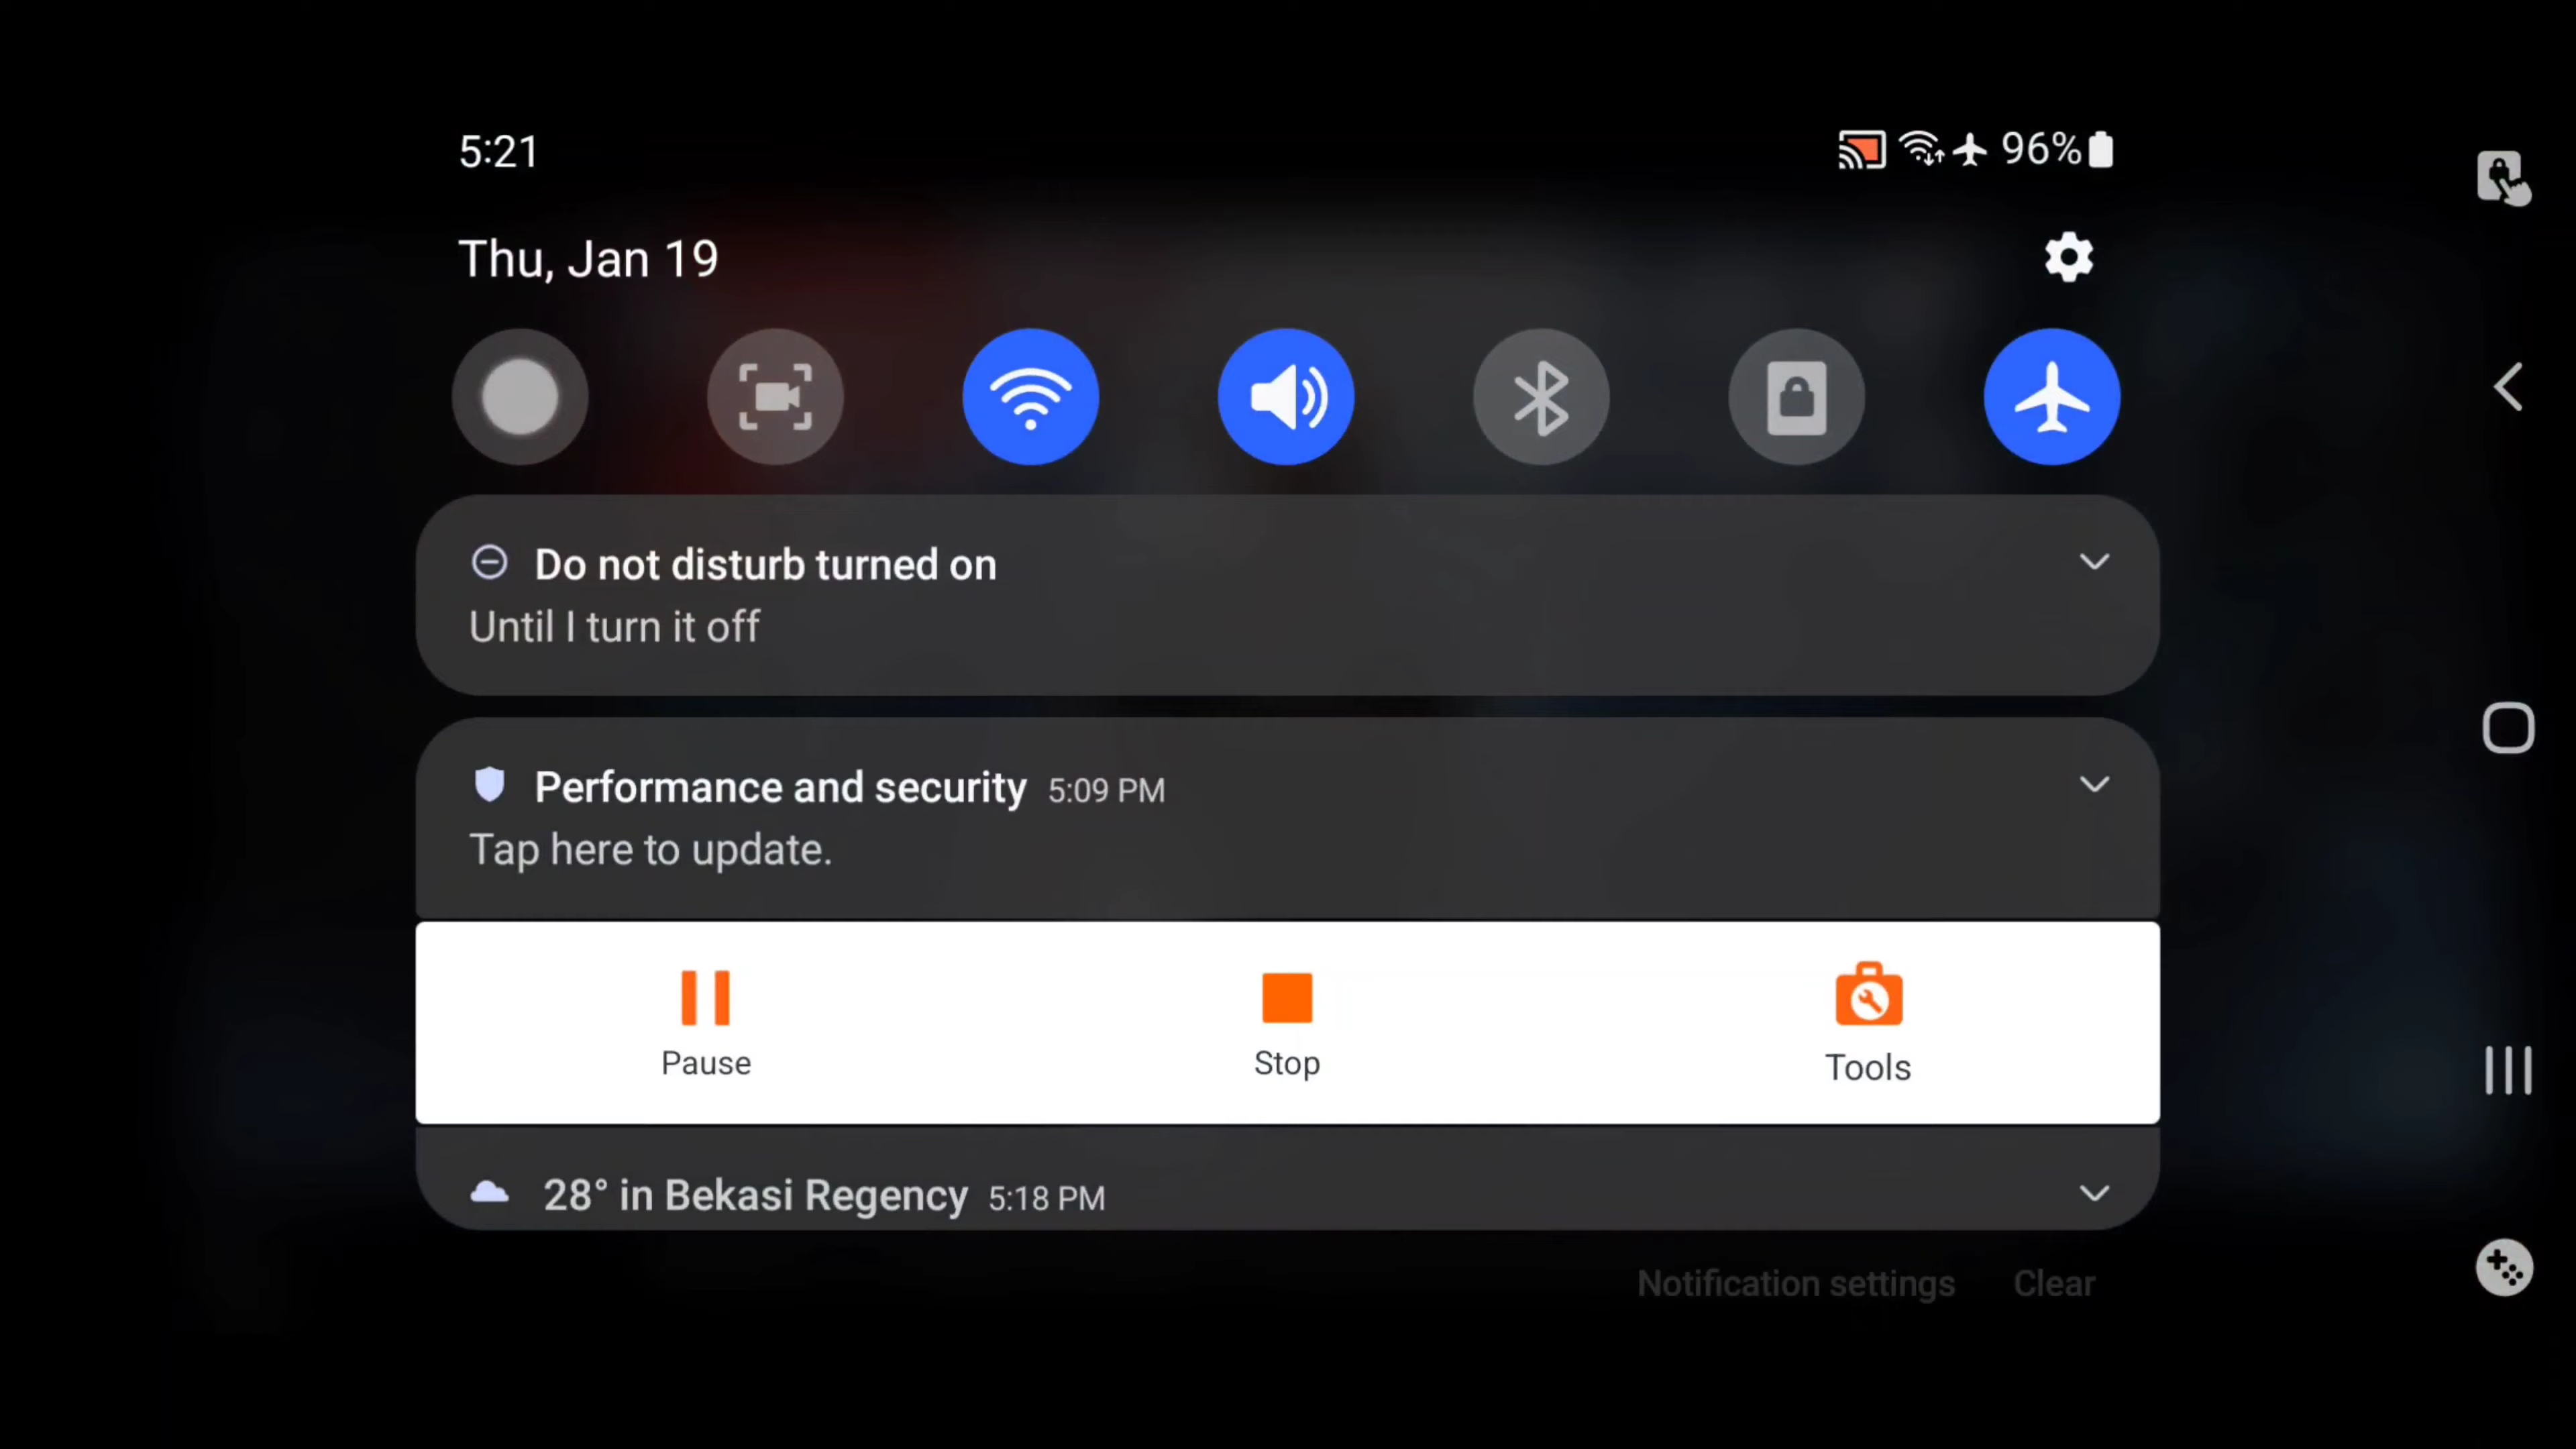 5:21
96%
Thu, Jan 19
Do not disturb turned on
Until I turn it off
Performance and security 5:09 PM
Tap here to update.
Pause
Stop
Tools
28° in Bekasi Regency 5:18 PM
Notification settings
Clear